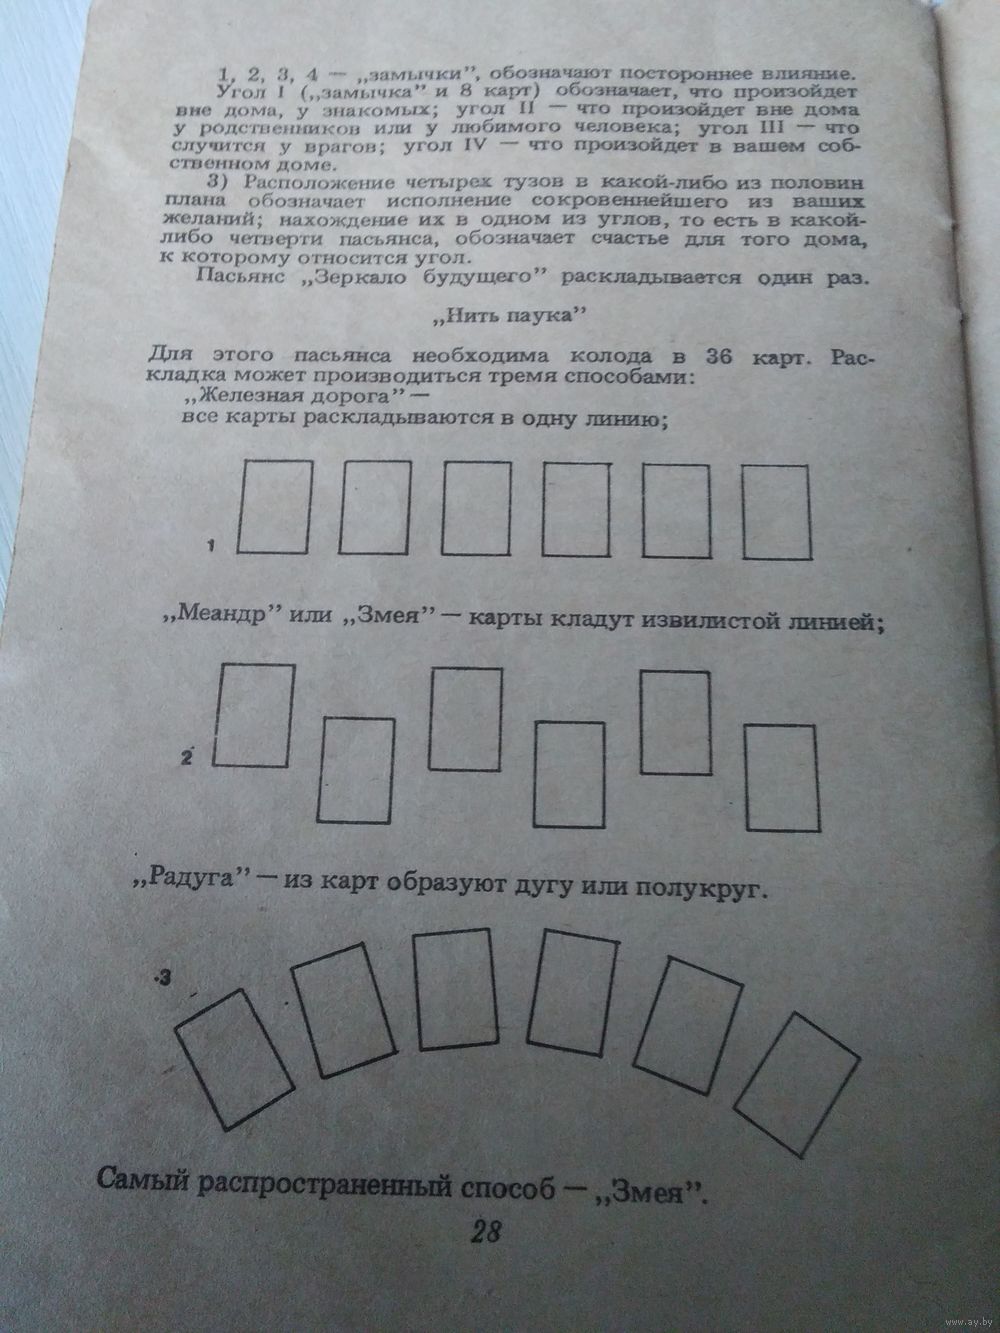 1, 2, 3, 4 — „замычки”, обозначают постороннее влияние.
Угол I („замычка” и 8 карт) обозначает, что произойдет
вне дома, у знакомых; угол II — что произойдет вне дома
у родственников или у любимого человека; угол III — что
случится у врагов; угол IV — что произойдет в вашем соб-
ственном доме.
3) Расположение четырех тузов в какой-либо из половин
плана обозначает исполнение сокровеннейшего из ваших
желаний; нахождение их в одном из углов, то есть в какой-
либо четверти пасьянса, обозначает счастье для того дома,
к которому относится угол.
Пасьянс „Зеркало будущего” раскладывается один раз.
„Нить паука”
Для этого пасьянса необходима колода в 36 карт. Рас-
кладка может производиться тремя способами:
„Железная дорога” —
все карты раскладываются в одну линию;
1
„Меандр” или „Змея” — карты кладут извилистой линией;
2
„Радуга” — из карт образуют дугу или полукруг.
3
Самый распространенный способ — „Змея”.
28
www.ay.by